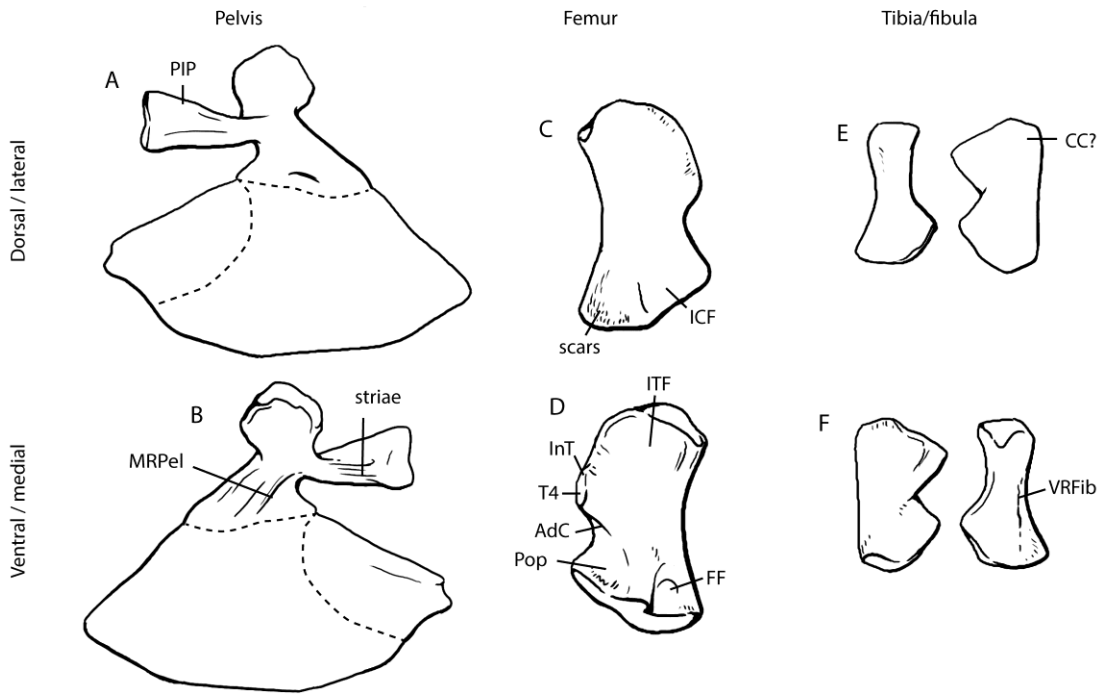 Pelvis
Femur
Tibia/fibula
Dorsal / lateral
A
PIP
C
ICF
scars
E
CC?
Ventral / medial
B
striae
MRPel
D
ITF
InT
T4
AdC
Pop
FF
F
VRFib